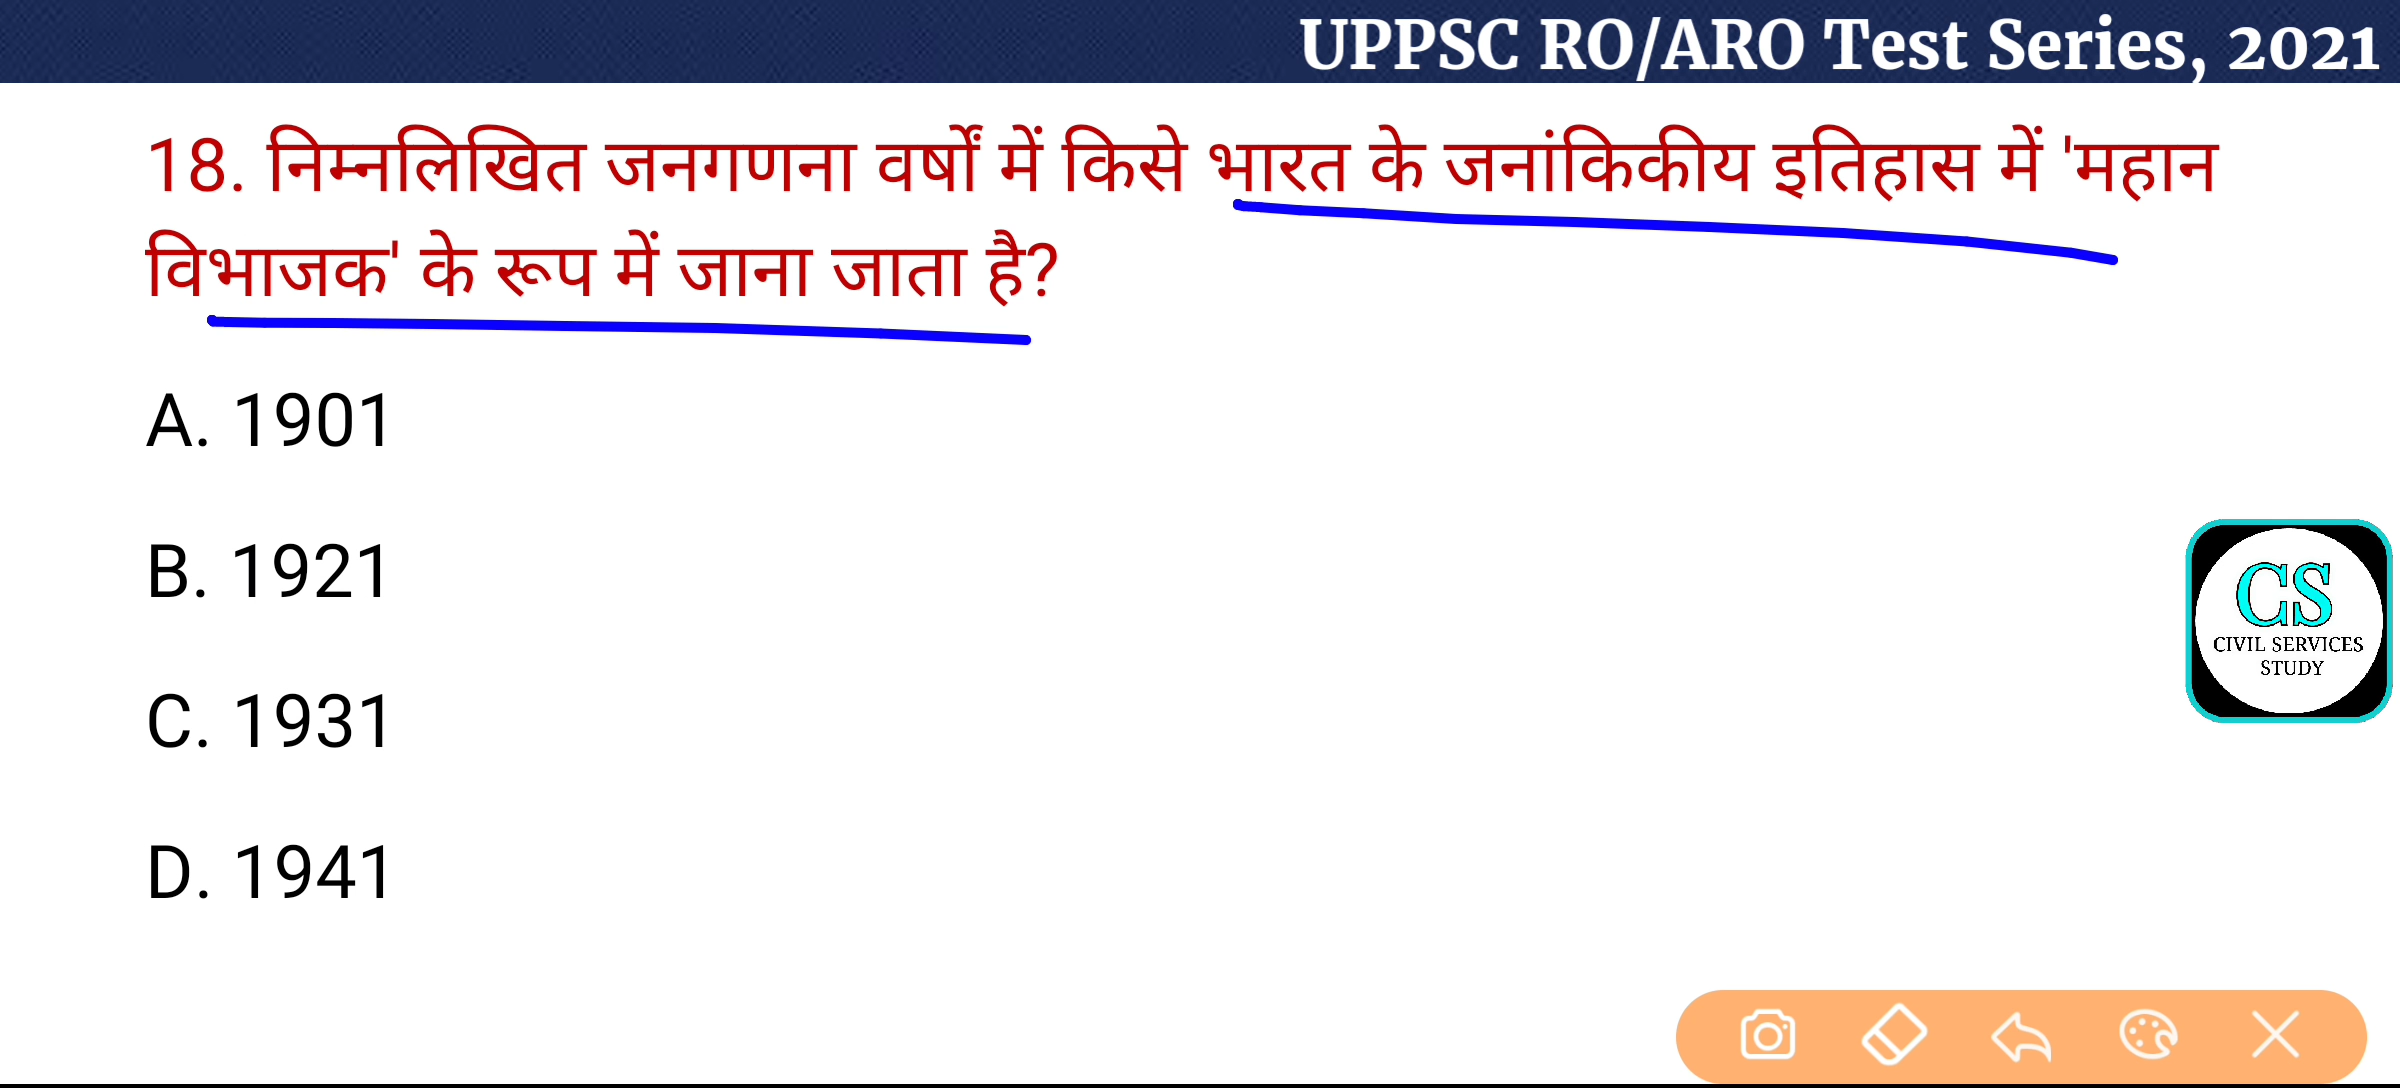 UPPSC RO/ARO Test Series, 2021
18. निम्नलिखित जनगणना वर्षों में किसे भारत के जनांकिकीय इतिहास में 'महान
विभाजक' के रूप में जाना जाता है?
A. 1901
B. 1921
C. 1931
D. 1941
CS
CIVIL SERVICES
STUDY